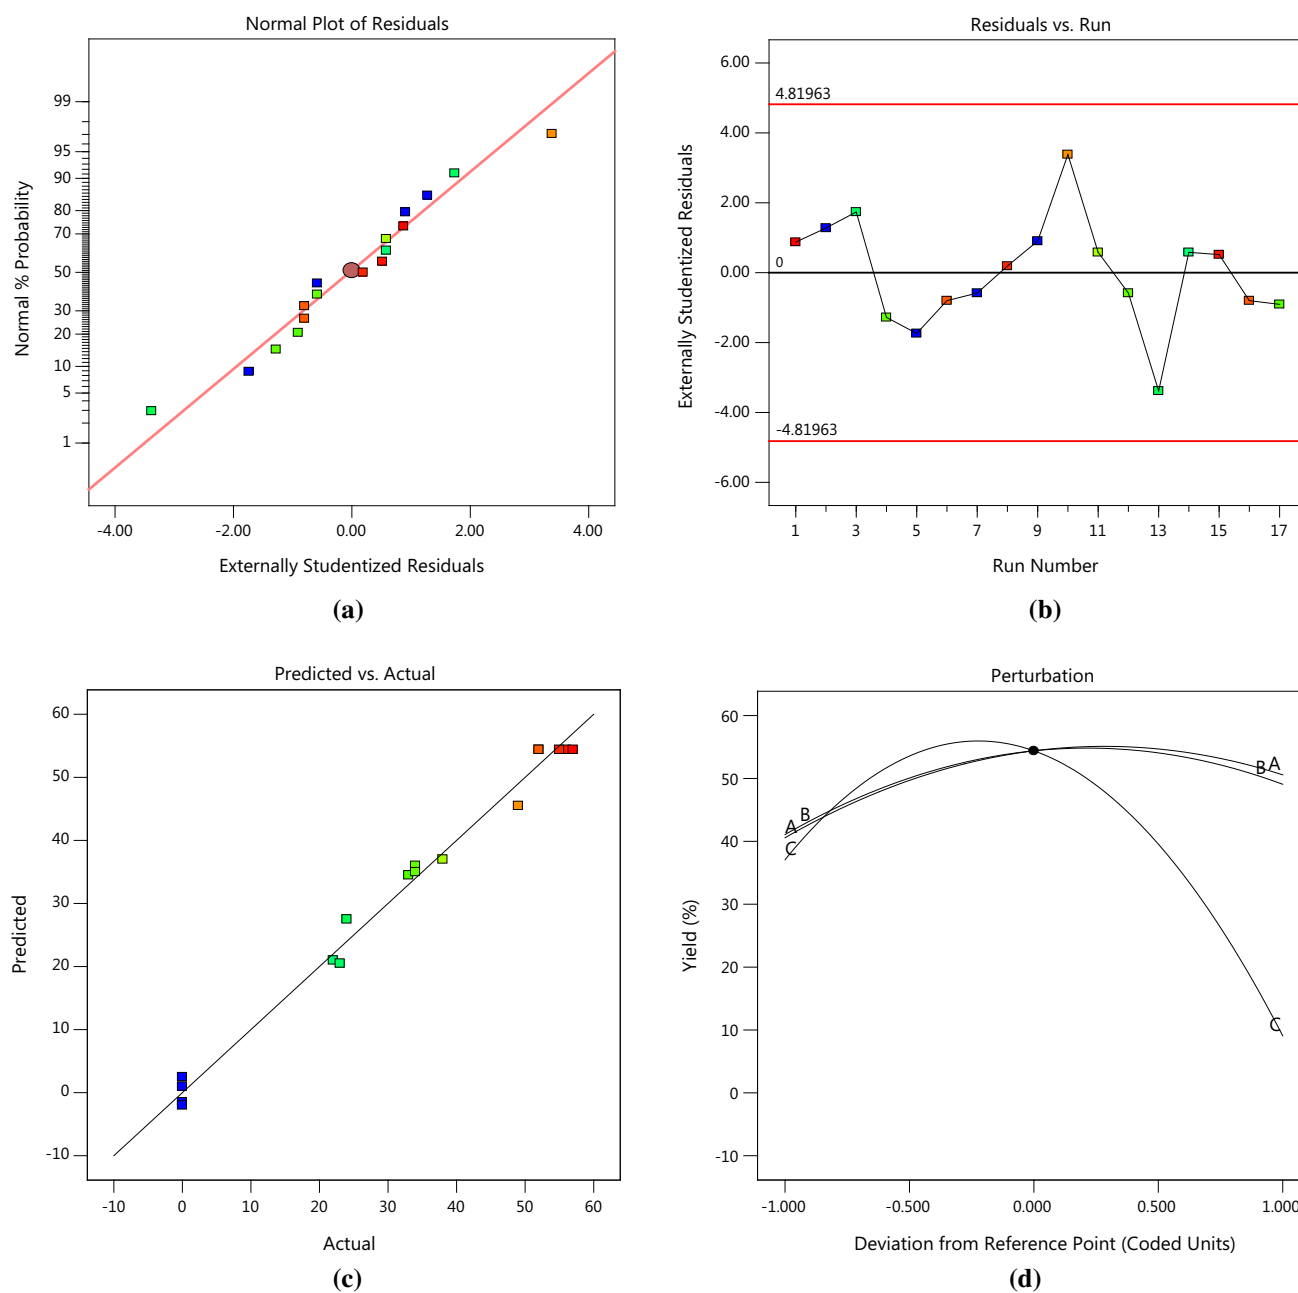 Normal Plot of Residuals
Normal % Probability
99
95
90
80
70
50
30
20
10
5
1
-4.00 -2.00 0.00 2.00 4.00
Externally Studentized Residuals
(a)
Residuals vs. Run
Externally Studentized Residuals
6.00
4.81963
4.00
2.00
0
0.00
-2.00
-4.00
-4.81963
-6.00
1 3 5 7 9 11 13 15 17
Run Number
(b)
Predicted vs. Actual
Predicted
60
50
40
30
20
10
0
-10
-10 0 10 20 30 40 50 60
Actual
(c)
Perturbation
Yield (%)
60
50
40
30
20
10
0
-10
A
B
C
B
A
C
-1.000 -0.500 0.000 0.500 1.000
Deviation from Reference Point (Coded Units)
(d)